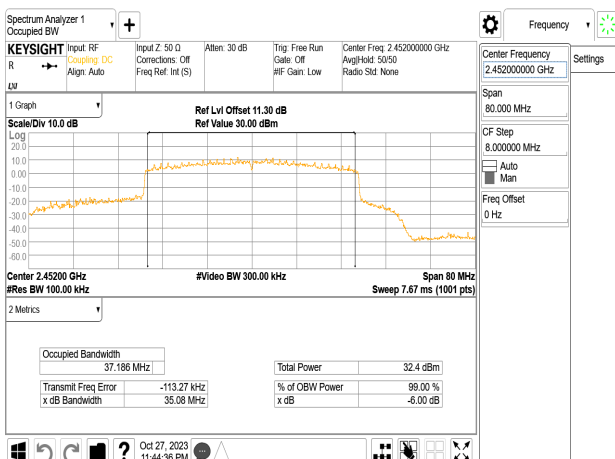 Spectrum Analyzer 1
Occupied BW
KEYSIGHT
R
LXI
Input: RF
Coupling: DC
Align: Auto
Input Z: 50 Ω
Corrections: Off
Freq Ref: Int (S)
Atten: 30 dB
Trig: Free Run
Gate: Off
#IF Gain: Low
Center Freq: 2.452000000 GHz
Avg|Hold: 50/50
Radio Std: None
1 Graph
Scale/Div 10.0 dB
Ref Lvl Offset 11.30 dB
Ref Value 30.00 dBm
Log
20.0
10.0
0.00
-10.0
-20.0
-30.0
-40.0
-50.0
-60.0
Center 2.45200 GHz
#Res BW 100.00 kHz
#Video BW 300.00 kHz
Span 80 MHz
Sweep 7.67 ms (1001 pts)
2 Metrics
Occupied Bandwidth
37.186 MHz
Transmit Freq Error -113.27 kHz
x dB Bandwidth 35.08 MHz
Total Power 32.4 dBm
% of OBW Power 99.00 %
x dB -6.00 dB
Oct 27, 2023
11:44:36 PM
Frequency
Center Frequency
2.452000000 GHz
Settings
Span
80.000 MHz
CF Step
8.000000 MHz
Auto
Man
Freq Offset
0 Hz